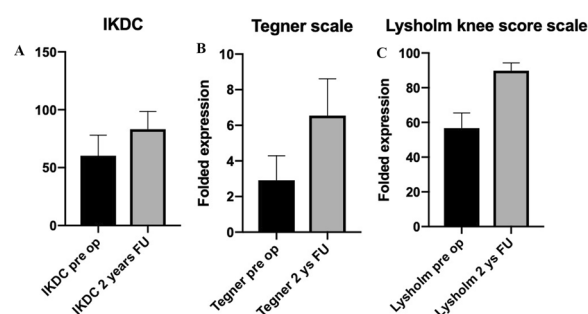 IKDC
A
150
100
50
0
IKDC pre op
IKDC 2 years FU
Tegner scale
B
Folded expression
10
8
6
4
2
0
Tegner pre op
Tegner 2 ys FU
Lysholm knee score scale
C
Folded expression
100
80
60
40
20
0
Lysholm pre op
Lysholm 2 ys FU